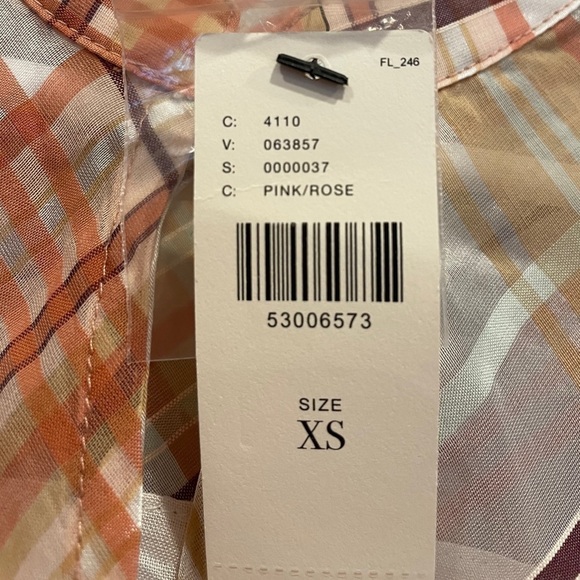 FL_246
C: 4110
V: 063857
S: 0000037
C: PINK/ROSE
53006573
SIZE
XS